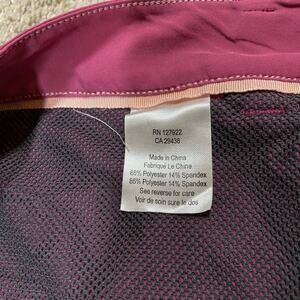 RN 127922
CA 29438
Made in China
Fabriqué Le Chine
86% Polyester 14% Spandex
86% Polyester 14% Spandex
See reverse for care
Voir de soin sure le dos